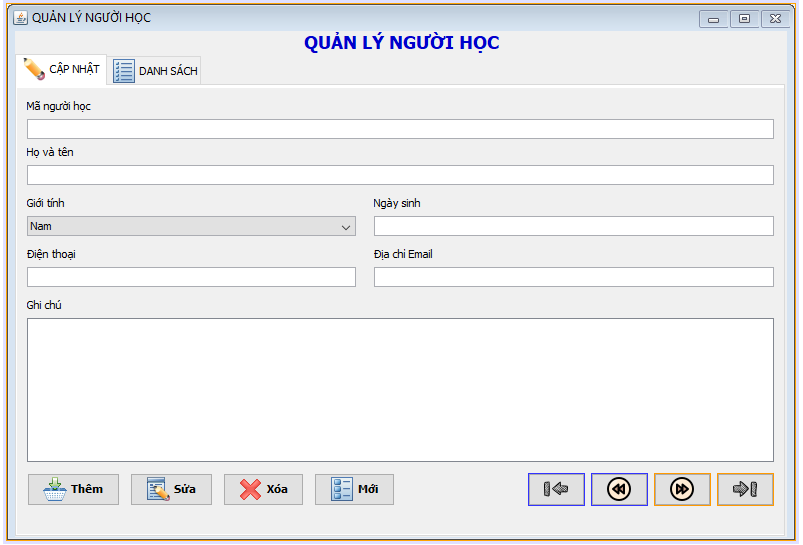 QUẢN LÝ NGƯỜI HỌC
QUẢN LÝ NGƯỜI HỌC
CẬP NHẬT DANH SÁCH
Mã người học
Họ và tên
Giới tính Ngày sinh
Nam
Điện thoại Địa chỉ Email
Ghi chú
Thêm Sửa Xóa Mới